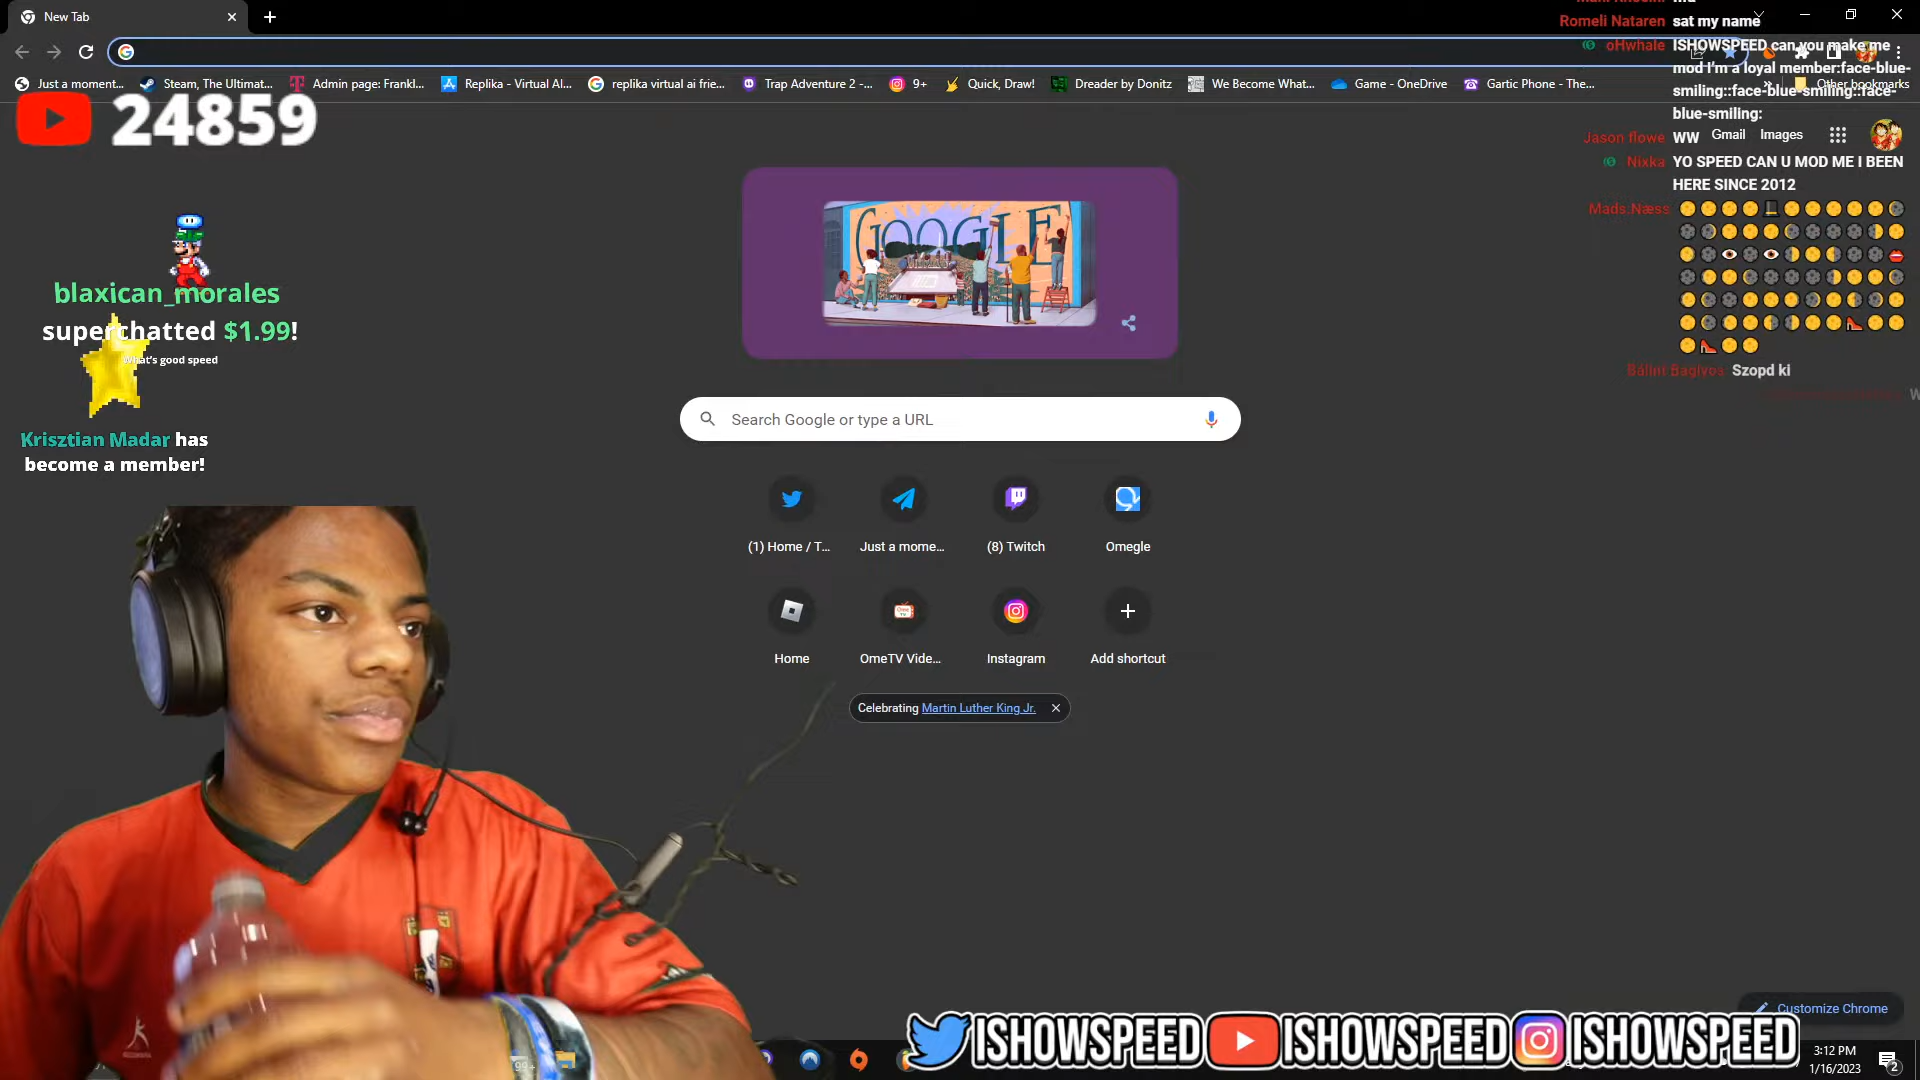 New Tab
Just a moment...
Steam, The Ultimat...
Admin page: Frankl...
Replika - Virtual AI...
replika virtual ai frie...
Trap Adventure 2 -...
9+
Quick, Draw!
Dreader by Donitz
We Become What...
Game - OneDrive
Gartic Phone - The...
Other bookmarks
24859
Romeli Nataren sat my name
oHwhale ISHOWSPEED can you make me
mod I'm a loyal member:face-blue-
smiling::face-blue-smiling::face-
blue-smiling:
Jason flowe WW
Gmail
Images
Nixka YO SPEED CAN U MOD ME I BEEN
HERE SINCE 2012
Mads Næss
Szopd ki
blaxican_morales
superchatted $1.99!
What's good speed
Krisztian Madar has
become a member!
GOOGLE
Search Google or type a URL
(1) Home / T...
Just a mome...
(8) Twitch
Omegle
Home
OmeTV Vide...
Instagram
Add shortcut
Celebrating Martin Luther King Jr.
Customize Chrome
ISHOWSPEED
ISHOWSPEED
ISHOWSPEED
3:12 PM
1/16/2023
2